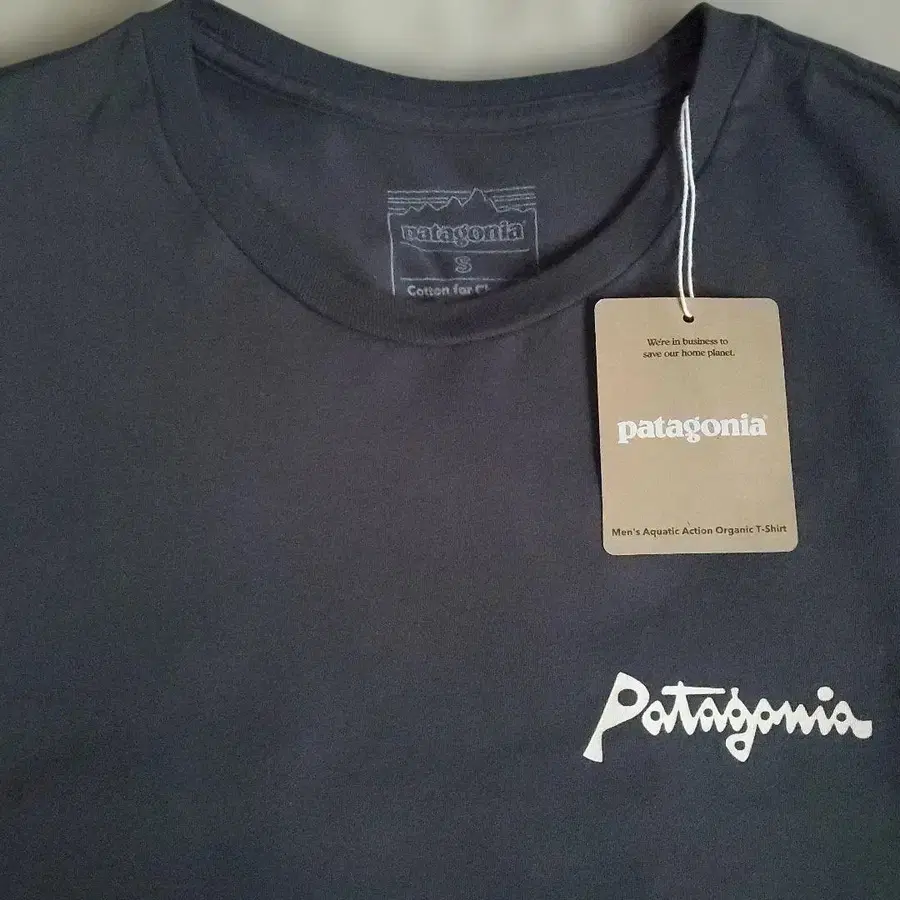 patagonia
S
Cotton for
We're in business to
save our home planet.
patagonia
Men's Aquatic Action Organic T-Shirt
Patagonia